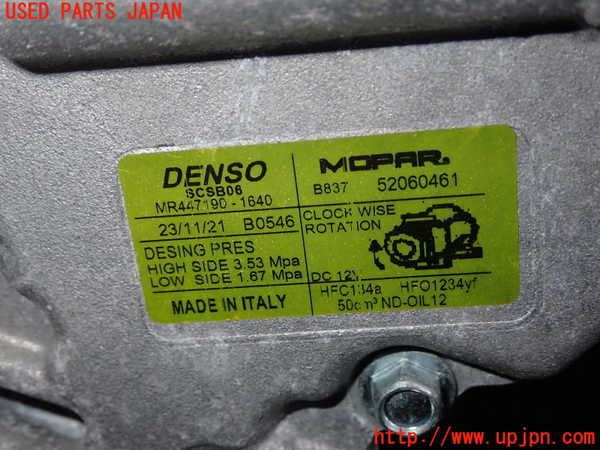 USED PARTS JAPAN
DENSO
SCSB06
MR447190-1640
23/11/21 B0546
DESING PRES
HIGH SIDE 3.53 Mpa
LOW SIDE 1.67 Mpa
MADE IN ITALY
MOPAR.
B837 52060461
CLOCK WISE
ROTATION
DC 12V
HFC134a HFO1234yf
50cm³ ND-OIL12
www.upjpn.com